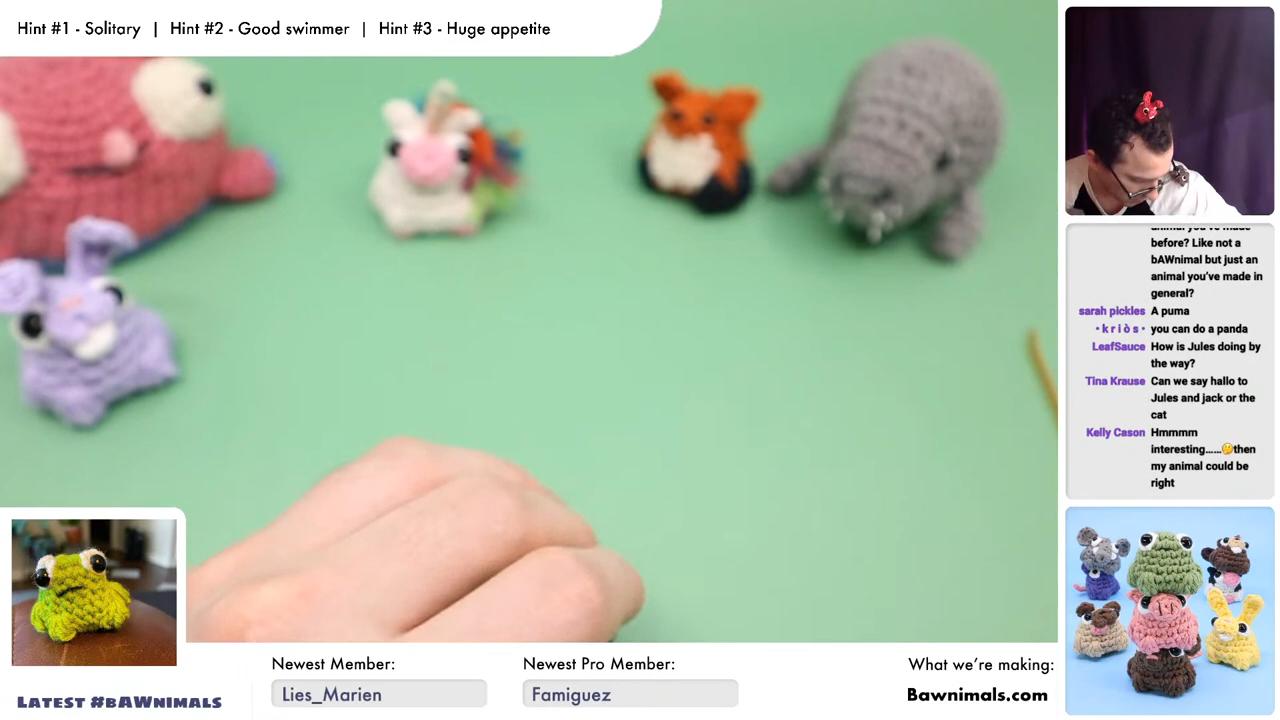 Hint #1 - Solitary | Hint #2 - Good swimmer | Hint #3 - Huge appetite
animal you've made
before? Like not a
bAWnimal but just an
animal you've made in
general?
sarah pickles A puma
• k r i ò s • you can do a panda
LeafSauce How is Jules doing by
the way?
Tina Krause Can we say hallo to
Jules and jack or the
cat
Kelly Cason Hmmmm
interesting......🤔then
my animal could be
right
Newest Member:
Lies_Marien
Newest Pro Member:
Famiguez
What we're making:
Bawnimals.com
LATEST #BAWNIMALS